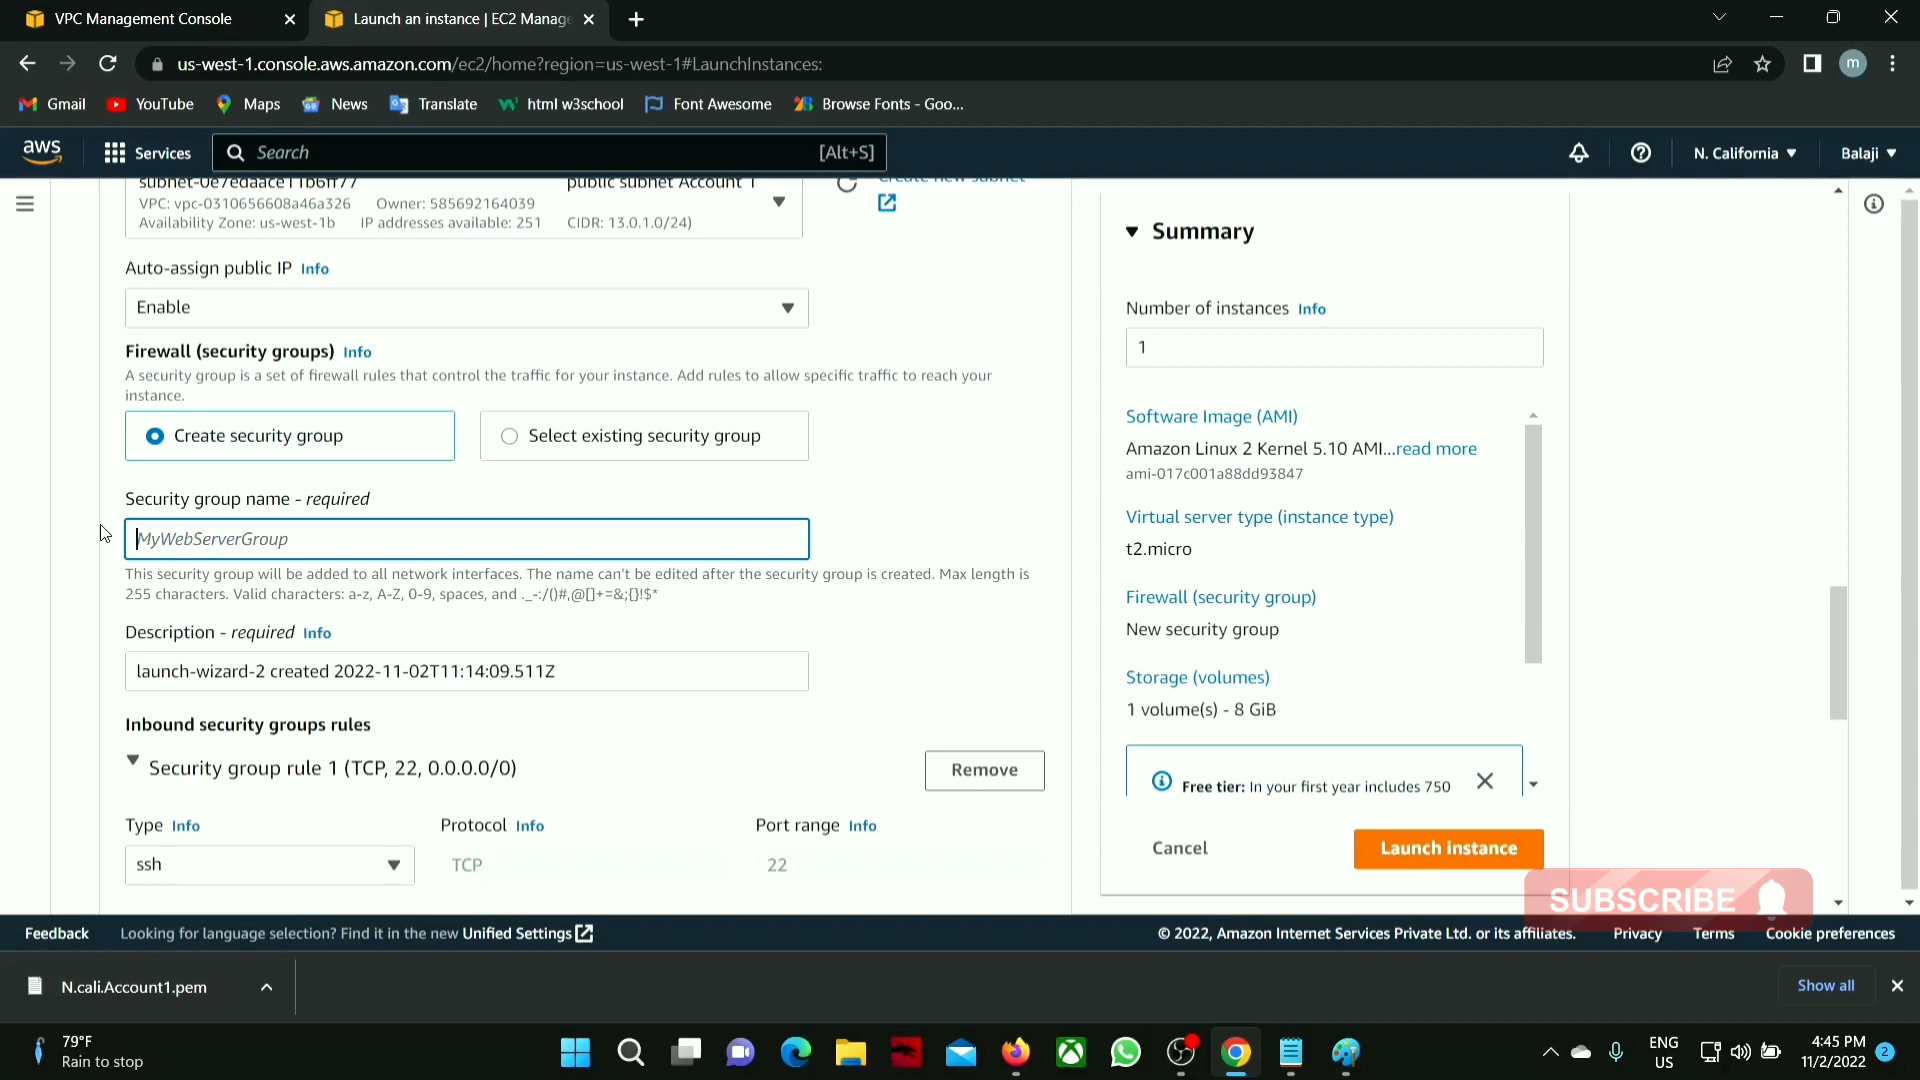 VPC Management Console
Launch an instance | EC2 Manage
us-west-1.console.aws.amazon.com/ec2/home?region=us-west-1#LaunchInstances:
m
Gmail
YouTube
Maps
News
Translate
html w3school
Font Awesome
Browse Fonts - Goo...
aws
Services
Search
[Alt+S]
N. California
Balaji
subnet-0e7edaace11b6ff77
public subnet Account 1
Create new subnet
VPC: vpc-0310656608a46a326 Owner: 585692164039
Availability Zone: us-west-1b IP addresses available: 251 CIDR: 13.0.1.0/24)
Auto-assign public IP Info
Enable
Firewall (security groups) Info
A security group is a set of firewall rules that control the traffic for your instance. Add rules to allow specific traffic to reach your
instance.
Create security group
Select existing security group
Security group name - required
MyWebServerGroup
This security group will be added to all network interfaces. The name can't be edited after the security group is created. Max length is
255 characters. Valid characters: a-z, A-Z, 0-9, spaces, and ._-:/()#,@[]+=&;{}!$*
Description - required Info
launch-wizard-2 created 2022-11-02T11:14:09.511Z
Inbound security groups rules
Security group rule 1 (TCP, 22, 0.0.0.0/0)
Remove
Type Info
Protocol Info
Port range Info
ssh
TCP
22
Summary
Number of instances Info
1
Software Image (AMI)
Amazon Linux 2 Kernel 5.10 AMI...read more
ami-017c001a88dd93847
Virtual server type (instance type)
t2.micro
Firewall (security group)
New security group
Storage (volumes)
1 volume(s) - 8 GiB
Free tier: In your first year includes 750
Cancel
Launch instance
SUBSCRIBE
Feedback
Looking for language selection? Find it in the new Unified Settings
© 2022, Amazon Internet Services Private Ltd. or its affiliates.
Privacy
Terms
Cookie preferences
N.cali.Account1.pem
Show all
79°F
Rain to stop
ENG
US
4:45 PM
11/2/2022
2